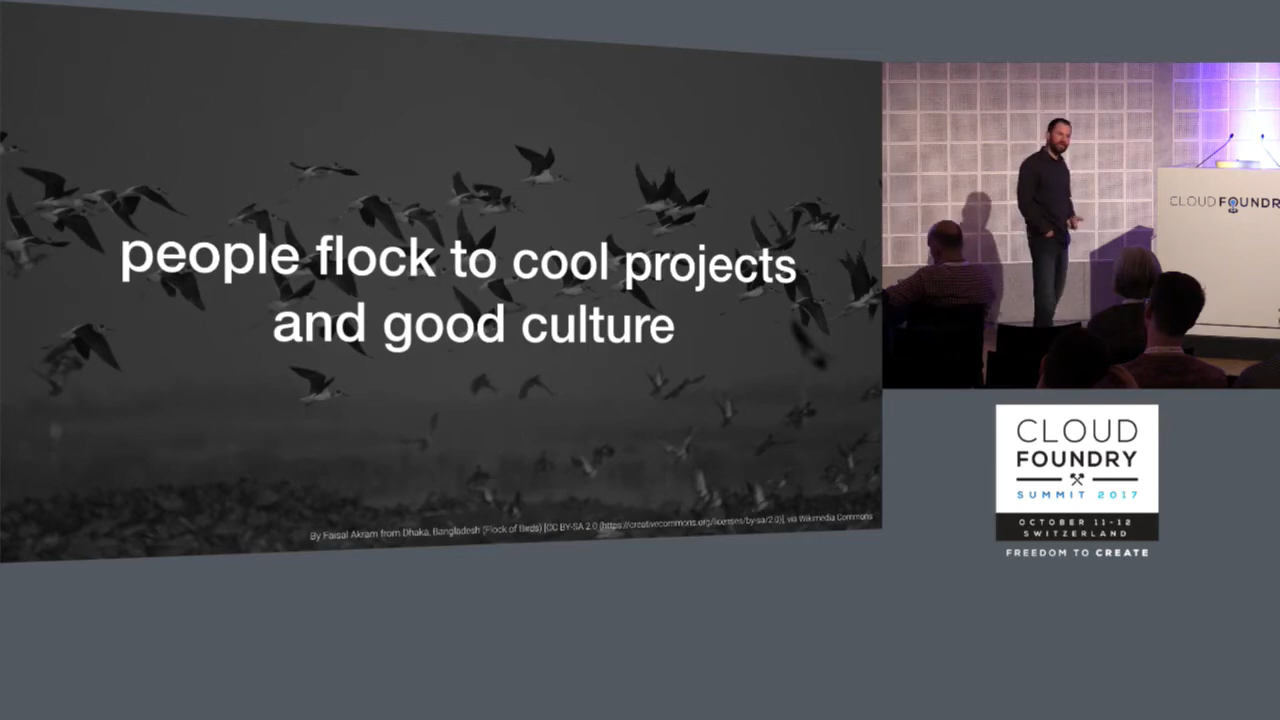 people flock to cool projects
and good culture
By Faisal Akram from Dhaka, Bangladesh (Flock of Birds) [CC BY-SA 2.0 (https://creativecommons.org/licenses/by-sa/2.0)], via Wikimedia Commons
CLOUD FOUNDR
CLOUD
FOUNDRY
SUMMIT 2017
OCTOBER 11-12
SWITZERLAND
FREEDOM TO CREATE